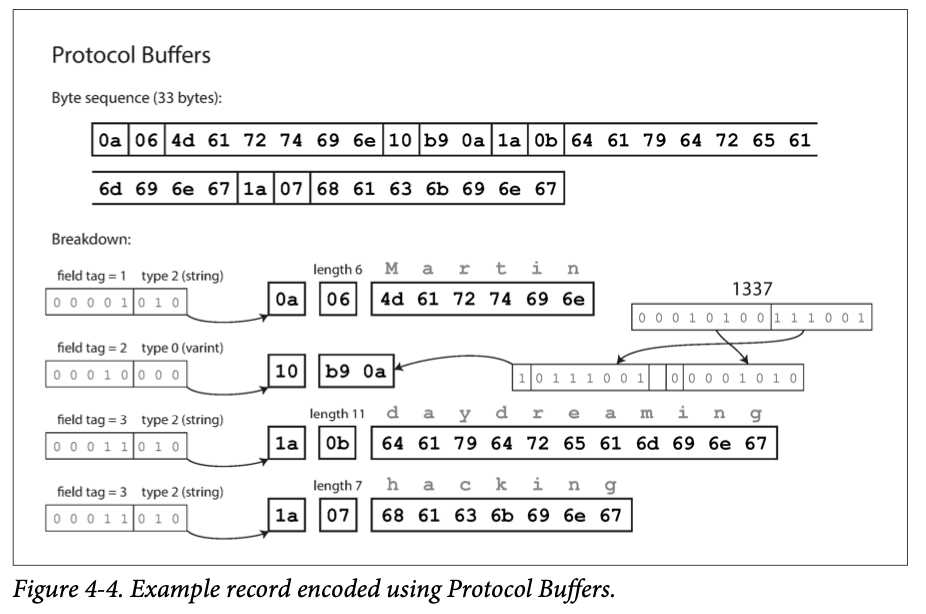 Protocol Buffers
Byte sequence (33 bytes):
0a 06 4d 61 72 74 69 6e 10 b9 0a 1a 0b 64 61 79 64 72 65 61
6d 69 6e 67 1a 07 68 61 63 6b 69 6e 67
Breakdown:
field tag = 1 type 2 (string) length 6 M a r t i n
0 0 0 0 1 0 1 0 0a 06 4d 61 72 74 69 6e
1337
0 0 0 1 0 1 0 0 1 1 1 0 0 1
field tag = 2 type 0 (varint)
0 0 0 1 0 0 0 0 10 b9 0a 1 0 1 1 1 0 0 1 0 0 0 0 1 0 1 0
field tag = 3 type 2 (string) length 11 d a y d r e a m i n g
0 0 0 1 1 0 1 0 1a 0b 64 61 79 64 72 65 61 6d 69 6e 67
field tag = 3 type 2 (string) length 7 h a c k i n g
0 0 0 1 1 0 1 0 1a 07 68 61 63 6b 69 6e 67
Figure 4-4. Example record encoded using Protocol Buffers.